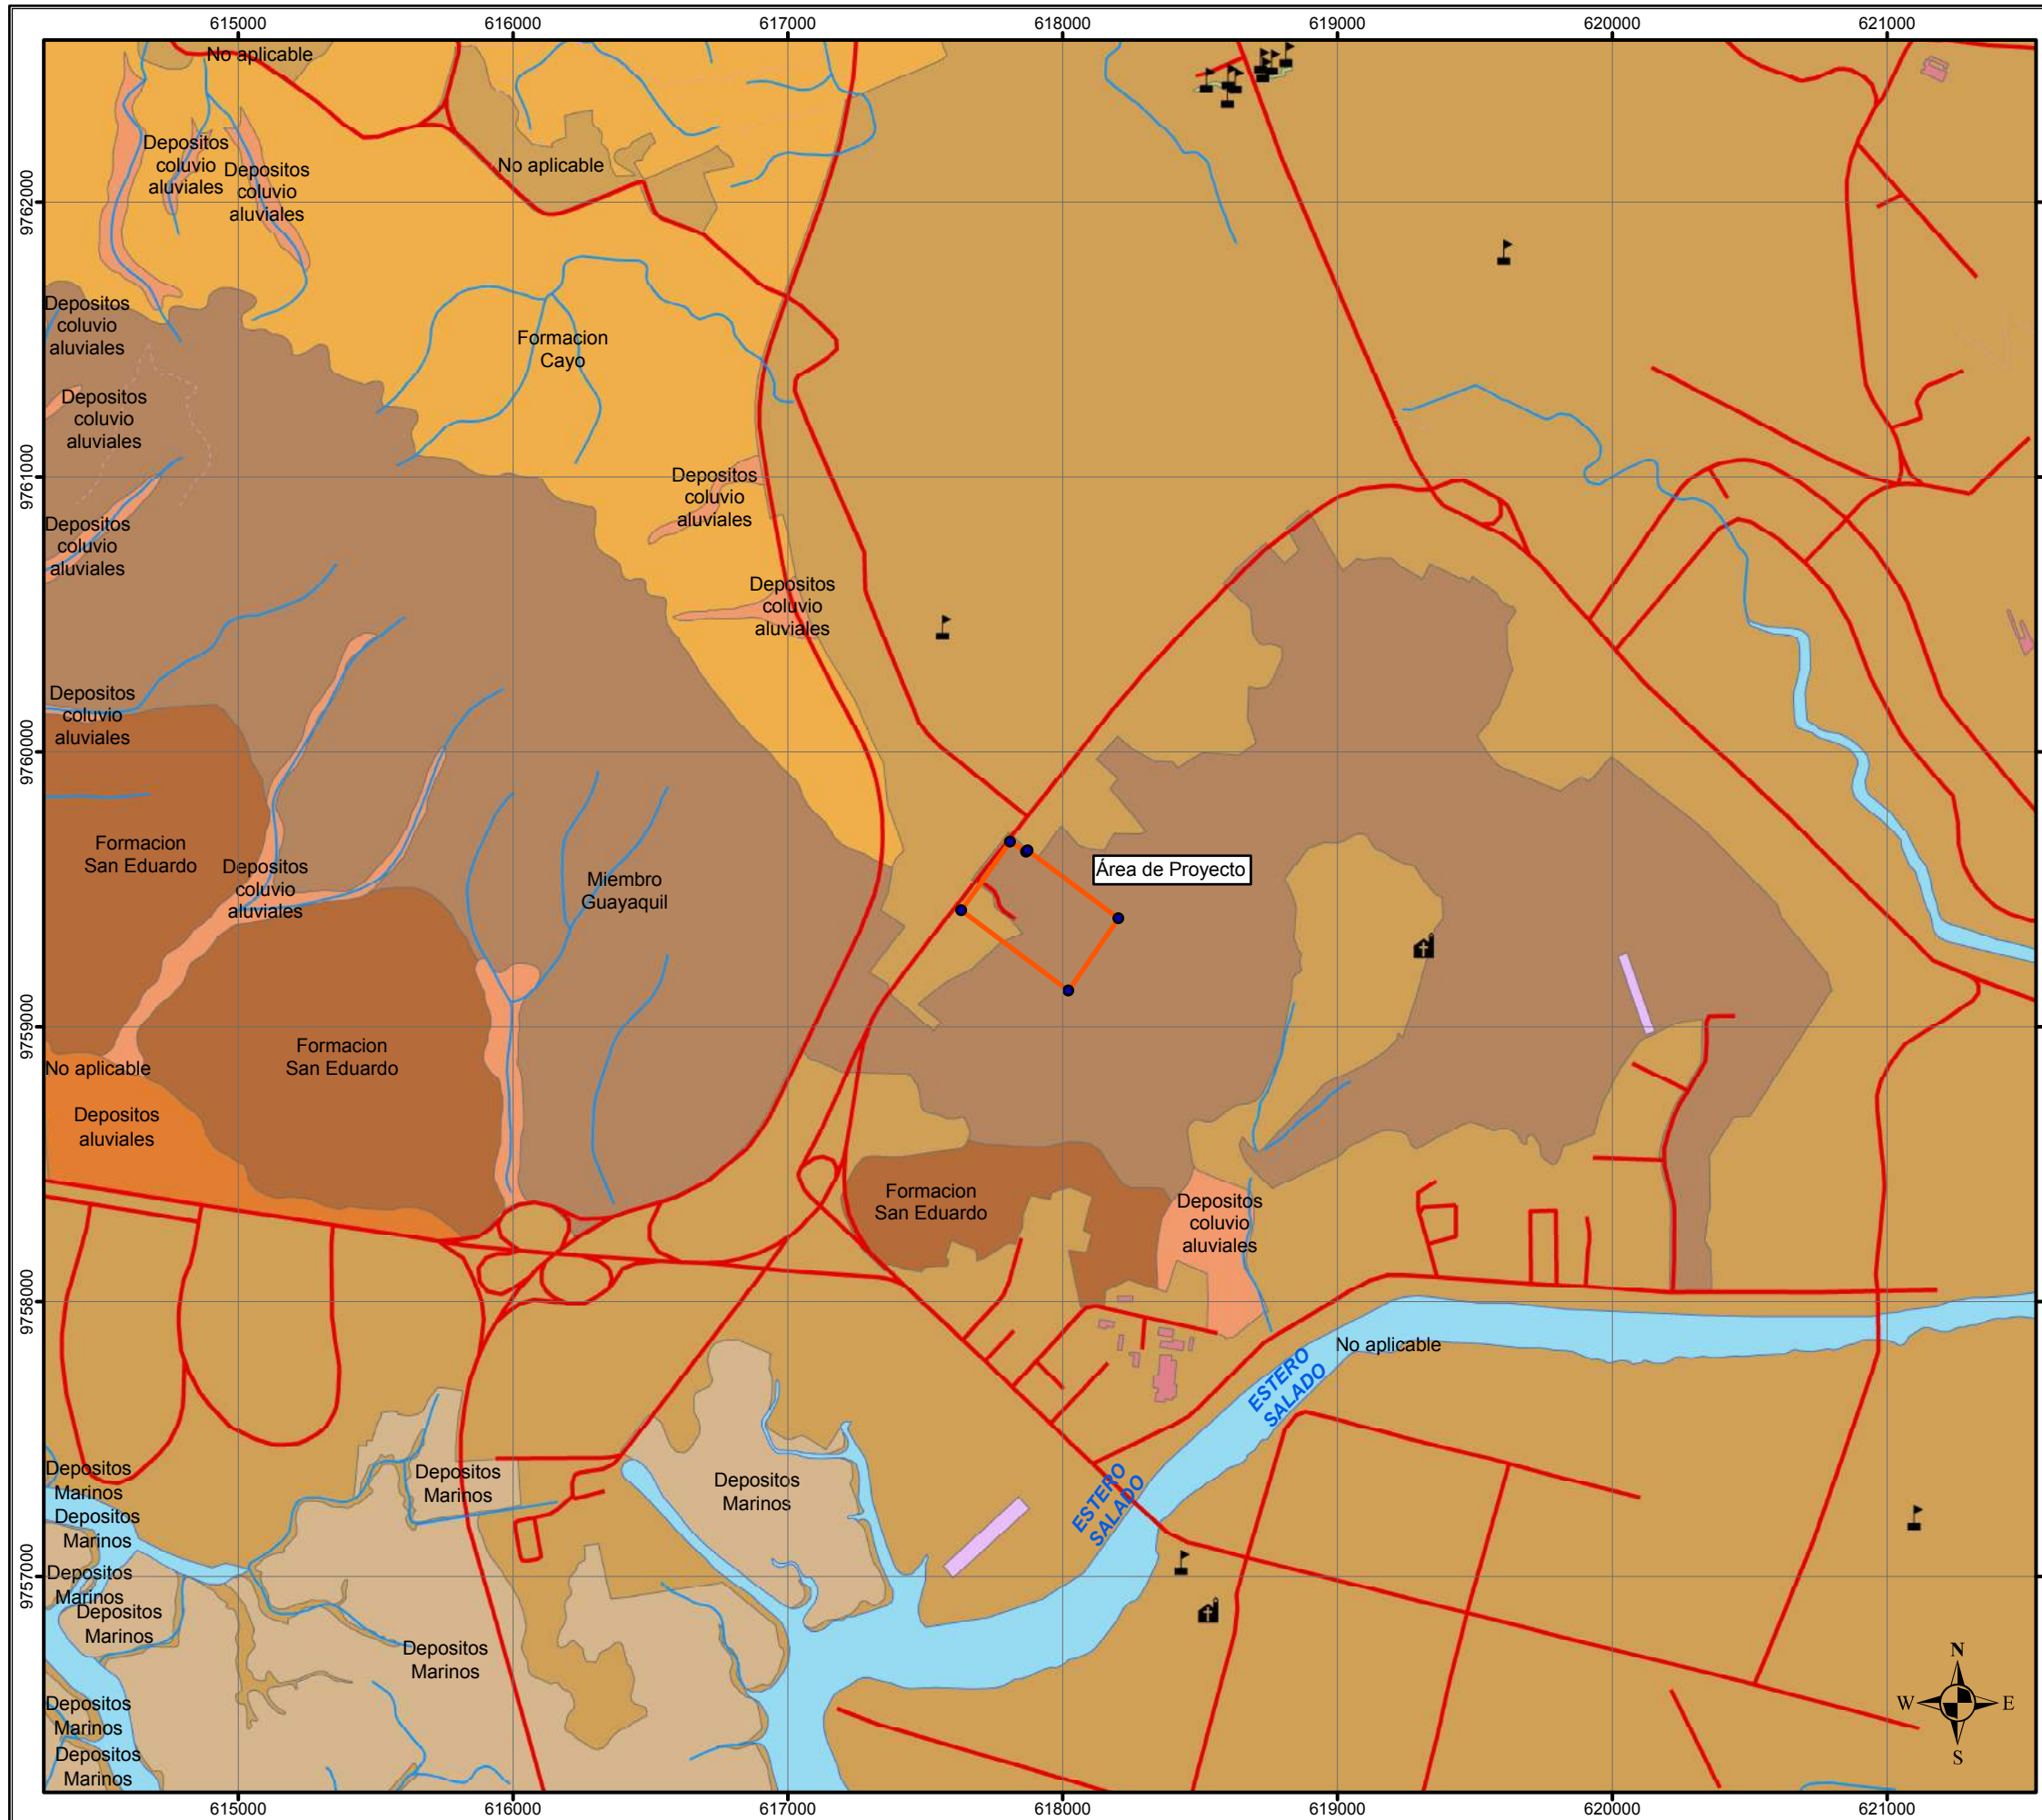 615000 616000 617000 618000 619000 620000 621000
No aplicable
Depositos
coluvio
aluviales
Depositos
coluvio
aluviales
No aplicable
9762000
Depositos
coluvio
aluviales
Formacion
Cayo
Depositos
coluvio
aluviales
9761000
Depositos
coluvio
aluviales
Depositos
coluvio
aluviales
Depositos
coluvio
aluviales
Depositos
coluvio
aluviales
9760000
Formacion
San Eduardo
Depositos
coluvio
aluviales
Miembro
Guayaquil
Área de Proyecto
9759000
Formacion
San Eduardo
No aplicable
Depositos
aluviales
Formacion
San Eduardo
Depositos
coluvio
aluviales
9758000
No aplicable
ESTERO
SALADO
Depositos
Marinos
Depositos
Marinos
Depositos
Marinos
ESTERO
SALADO
Depositos
Marinos
9757000
Depositos
Marinos
Depositos
Marinos
Depositos
Marinos
Depositos
Marinos
Depositos
Marinos
N
W E
S
615000 616000 617000 618000 619000 620000 621000